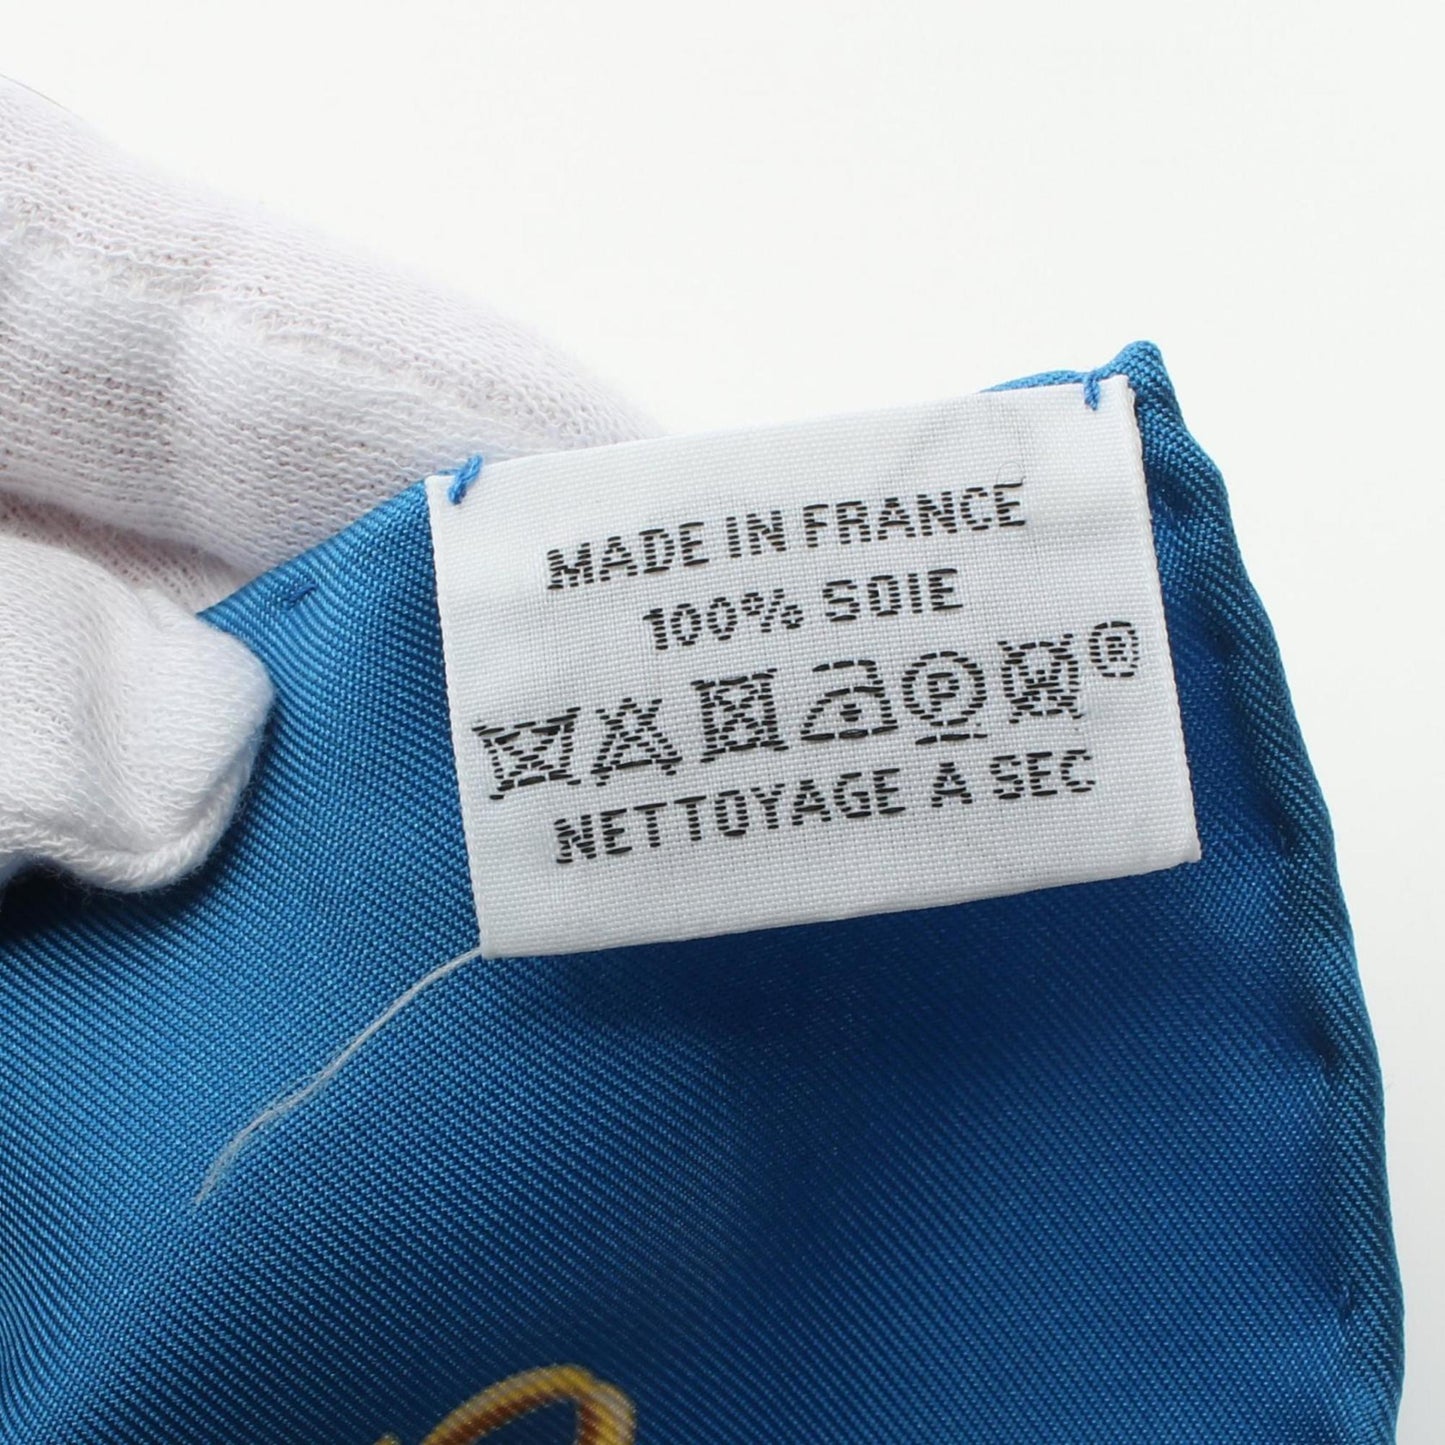 MADE IN FRANCE
100% SOIE
P W ®
NETTOYAGE A SEC